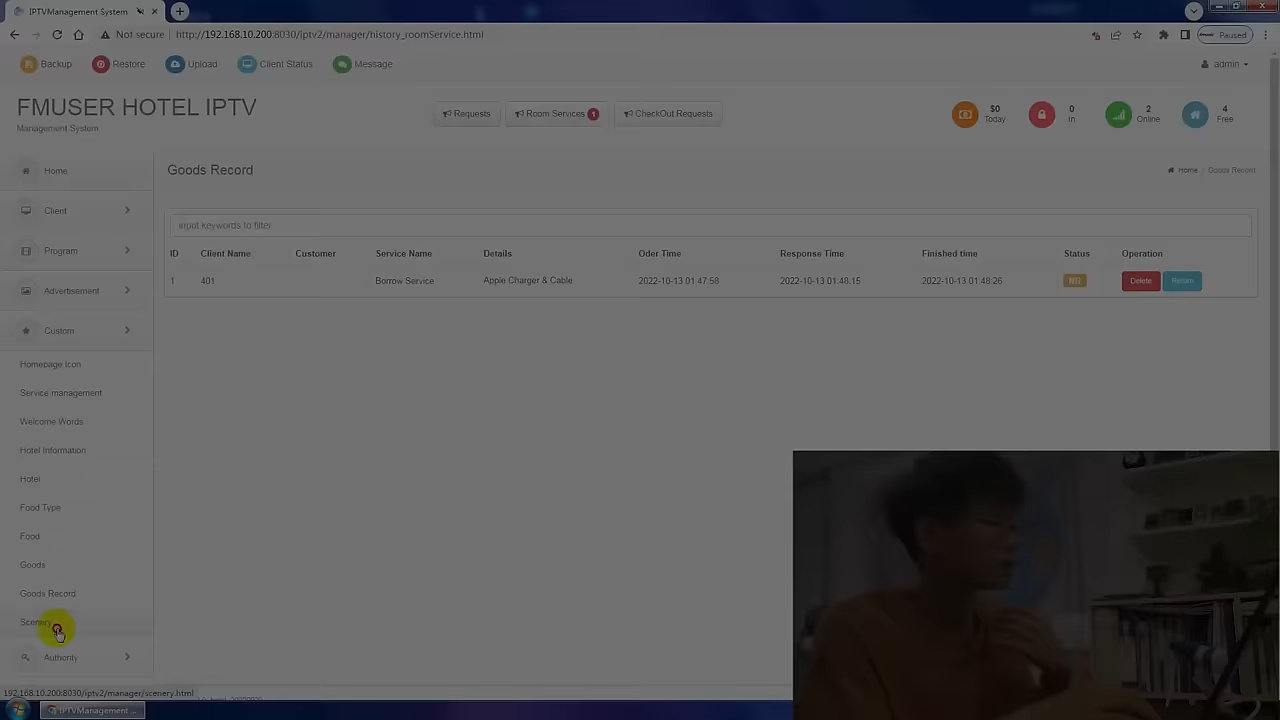 IPTVManagement System
Not secure http://192.168.10.200:8030/iptv2/manager/history_roomService.html Paused
Backup Restore Upload Client Status Message admin
FMUSER HOTEL IPTV
Management System
Requests Room Services 1 CheckOut Requests
$0 Today 0 In 2 Online 4 Free
Home
Client
Program
Advertisement
Custom
Homepage Icon
Service management
Welcome Words
Hotel Information
Hotel
Food Type
Food
Goods
Goods Record
Scenery
Authority
Goods Record Home / Goods Record
input keywords to filter
ID Client Name Customer Service Name Details Oder Time Response Time Finished time Status Operation
1 401 Borrow Service Apple Charger & Cable 2022-10-13 01:47:58 2022-10-13 01:48:15 2022-10-13 01:48:26 Delete Return
192.168.10.200:8030/iptv2/manager/scenery.html
IPTVManagement ...